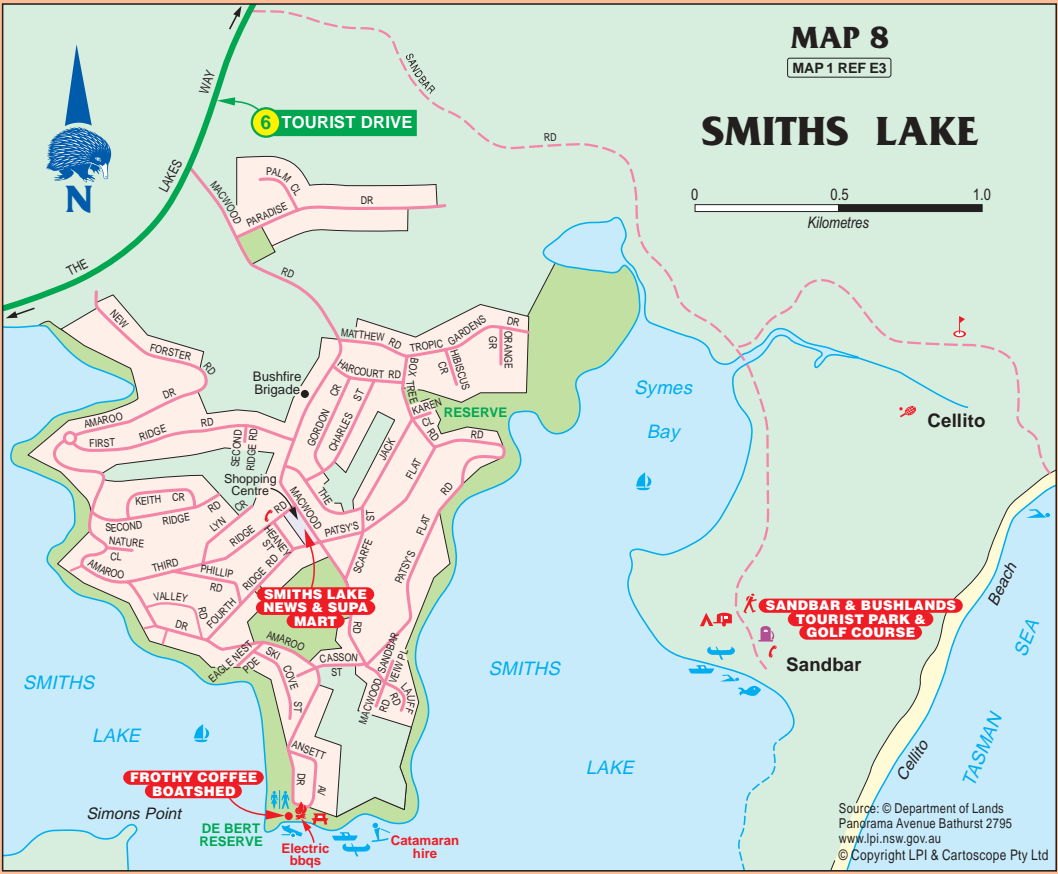 MAP 8
MAP 1 REF E3
SMITHS LAKE
0 0.5 1.0
Kilometres
N
6 TOURIST DRIVE
THE LAKES WAY
SANDBAR RD
MACWOOD RD
PALM CL
PARADISE DR
NEW FORSTER RD
MATTHEW RD
TROPIC GARDENS DR
HIBISCUS CR
ORANGE GR
HARCOURT RD
BOX TREE CL
KAREN
RD
RESERVE
Bushfire
Brigade
GORDON CR
CHARLES ST
JACK
AMAROO DR
FIRST RIDGE RD
SECOND RIDGE RD
Shopping
Centre
KEITH CR
SECOND RIDGE RD
LYN CR
NATURE CL
AMAROO
THIRD RIDGE RD
PHILLIP RD
VALLEY RD
DR
FOURTH RIDGE RD
HEANEY ST
MACWOOD
THE
PATSY'S
ST
FLAT
RD
SCARFE
RD
PATSY'S FLAT RD
SMITHS LAKE
NEWS & SUPA
MART
EAGLE NEST PDE
AMAROO
SKI COVE ST
CASSON ST
MACWOOD RD
SANDBAR VEIW PL
LAUFF RD
ANSETT
DR
AV
FROTHY COFFEE
BOATSHED
Simons Point
DE BERT
RESERVE
Electric
bbqs
Catamaran
hire
SMITHS
LAKE
Symes
Bay
SMITHS
LAKE
Cellito
SANDBAR & BUSHLANDS
TOURIST PARK &
GOLF COURSE
Sandbar
Cellito Beach
TASMAN SEA
Source: © Department of Lands
Panorama Avenue Bathurst 2795
www.lpi.nsw.gov.au
© Copyright LPI & Cartoscope Pty Ltd